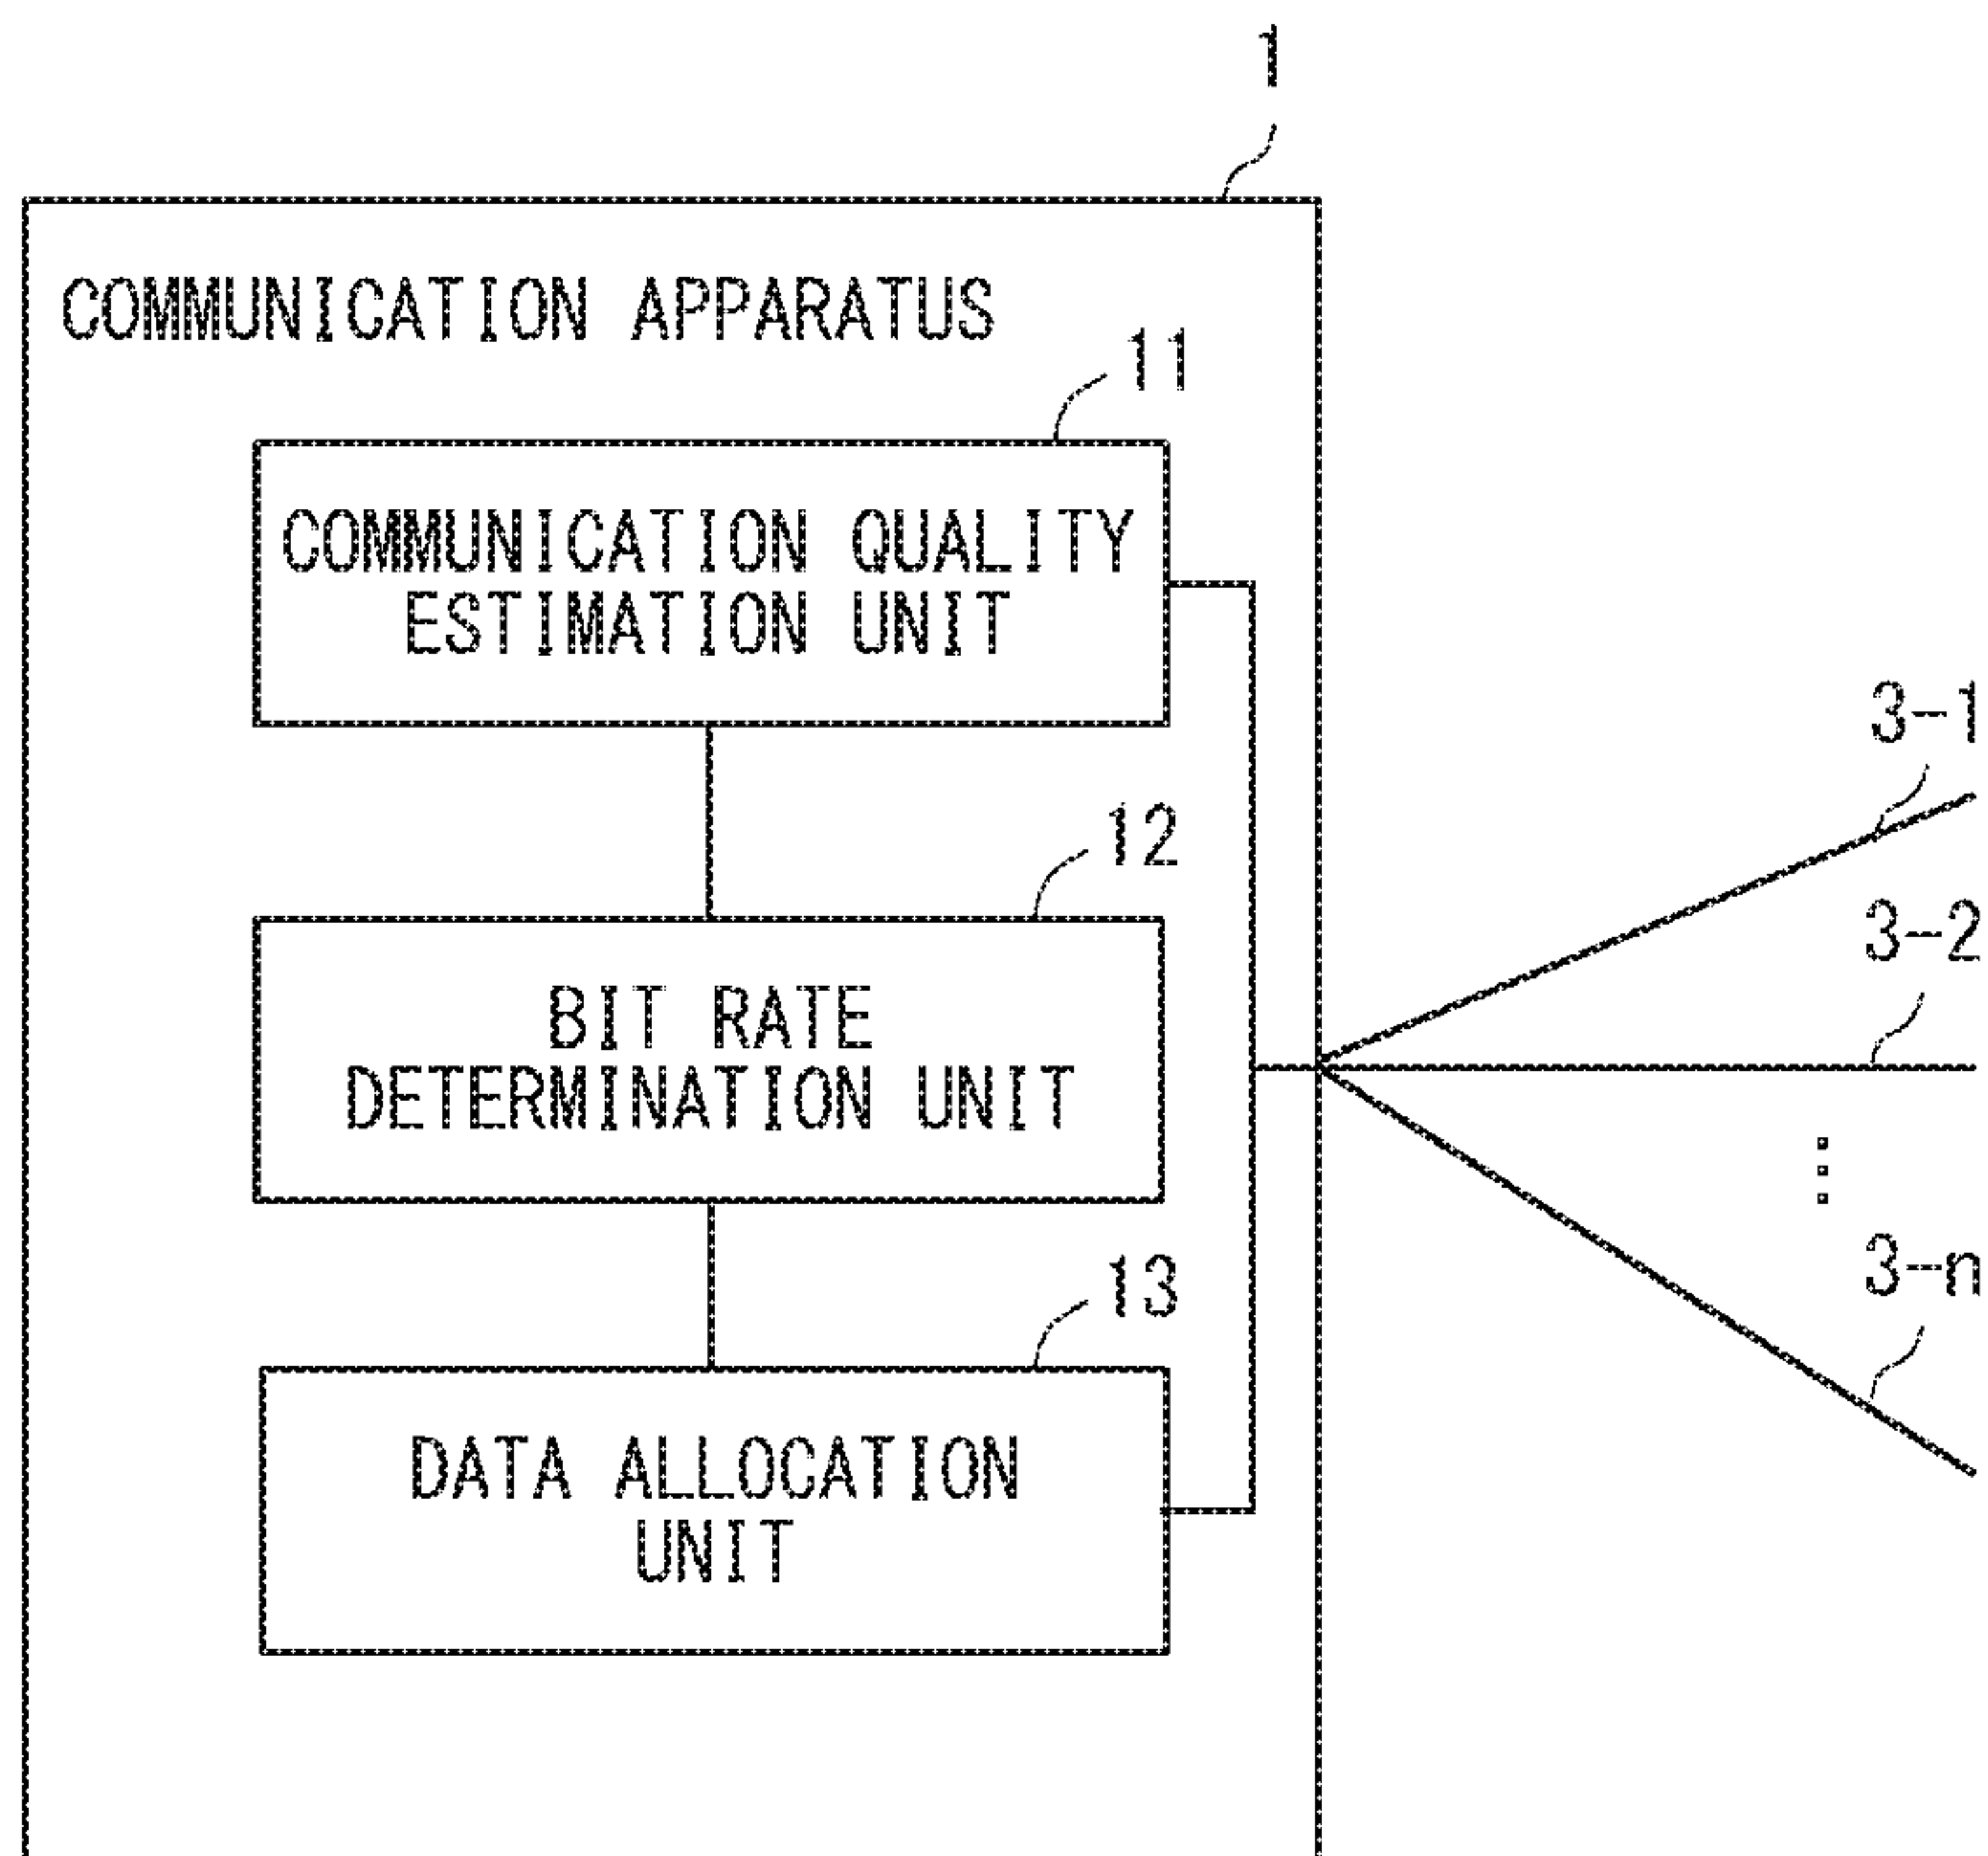 1
COMMUNICATION APPARATUS
11
COMMUNICATION QUALITY
ESTIMATION UNIT
3-1
12
3-2
BIT RATE
DETERMINATION UNIT
3-n
13
DATA ALLOCATION
UNIT